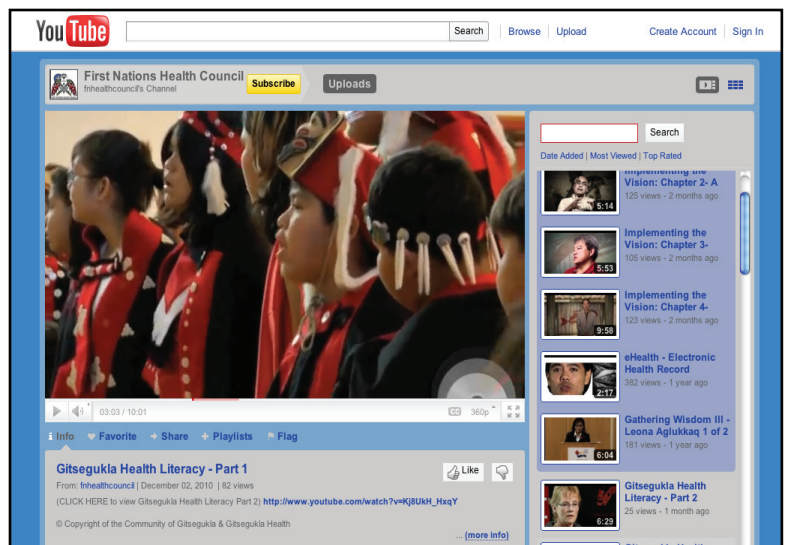 YouTube
Search
Browse
Upload
Create Account
Sign In
First Nations Health Council
fnhealthcouncil's Channel
Subscribe
Uploads
Search
Date Added | Most Viewed | Top Rated
Implementing the
Vision: Chapter 2- A
125 views - 2 months ago
5:14
Implementing the
Vision: Chapter 3-
105 views - 2 months ago
5:53
Implementing the
Vision: Chapter 4-
123 views - 2 months ago
9:58
eHealth - Electronic
Health Record
382 views - 1 year ago
2:17
Gathering Wisdom III -
Leona Aglukkaq 1 of 2
181 views - 1 year ago
6:04
Gitsegukla Health
Literacy - Part 2
25 views - 1 month ago
6:29
03:03 / 10:01
CC
360p
Info
Favorite
Share
Playlists
Flag
Gitsegukla Health Literacy - Part 1
Like
From: fnhealthcouncil | December 02, 2010 | 82 views
(CLICK HERE to view Gitsegukla Health Literacy Part 2) http://www.youtube.com/watch?v=Kj8UkH_HxqY
© Copyright of the Community of Gitsegukla & Gitsegukla Health
... (more info)